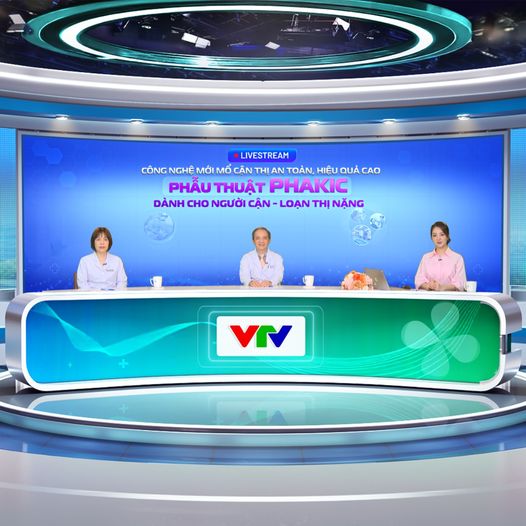 LIVESTREAM
CÔNG NGHỆ MỚI MỔ CẬN THỊ AN TOÀN, HIỆU QUẢ CAO
PHẪU THUẬT PHAKIC
DÀNH CHO NGƯỜI CẬN - LOẠN THỊ NẶNG
VTV